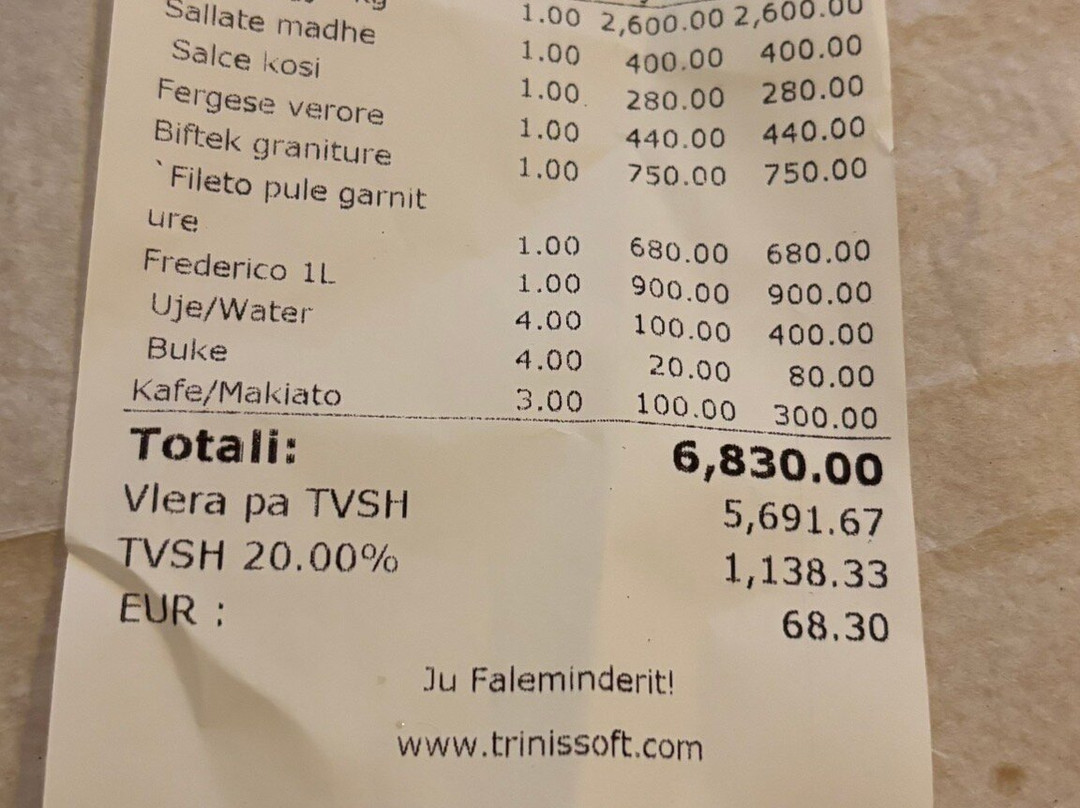 kg 1.00 2,600.00 2,600.00
Sallate madhe 1.00 400.00 400.00
Salce kosi 1.00 280.00 280.00
Fergese verore 1.00 440.00 440.00
Biftek graniture 1.00 750.00 750.00
`Fileto pule garnit
ure 1.00 680.00 680.00
Frederico 1L 1.00 900.00 900.00
Uje/Water 4.00 100.00 400.00
Buke 4.00 20.00 80.00
Kafe/Makiato 3.00 100.00 300.00
Totali: 6,830.00
Vlera pa TVSH 5,691.67
TVSH 20.00% 1,138.33
EUR : 68.30
Ju Faleminderit!
www.trinissoft.com